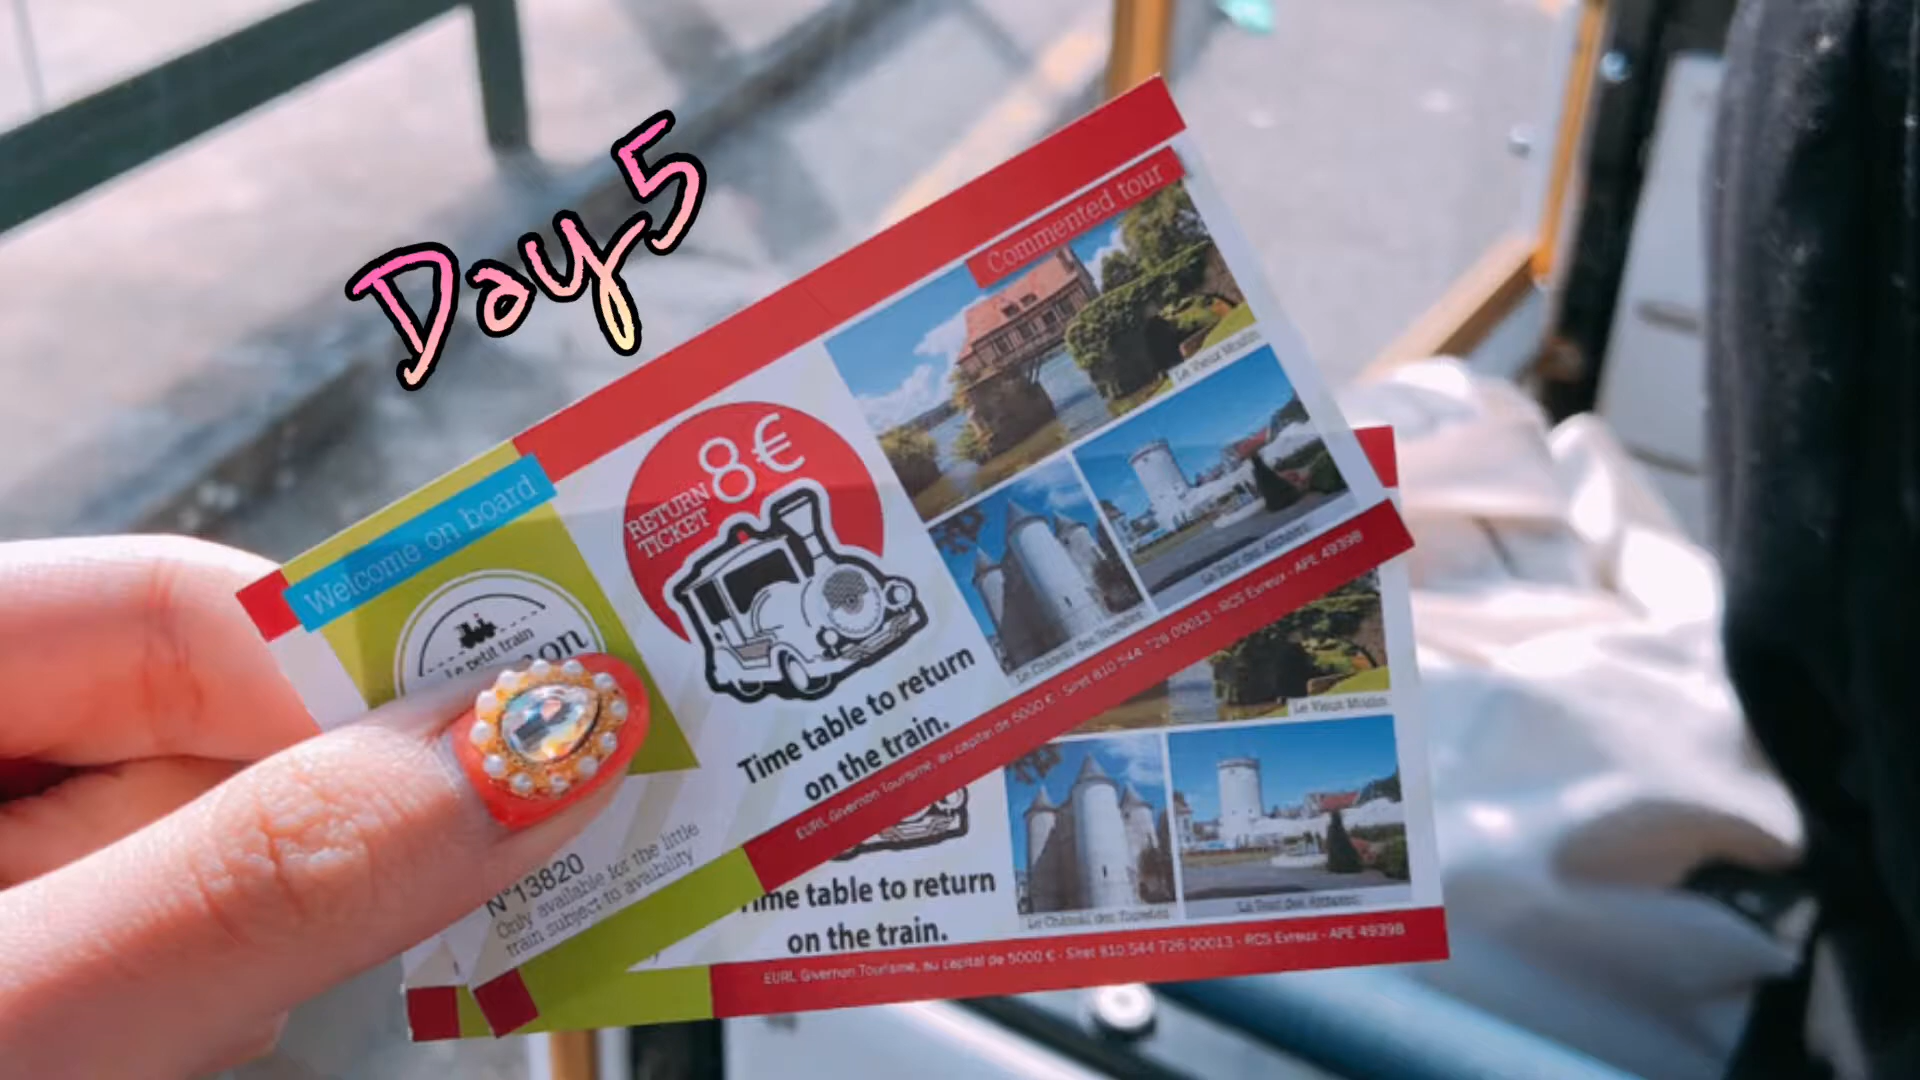 Day 5
Commented tour
Welcome on board
8€
RETURN
TICKET
Le petit train
Le Vieux Moulin
Le Château des Tourelles
La Tour des Archives
Time table to return
on the train.
EURL Givernon Tourisme, au capital de 5000 € - Siret 810 544 726 00013 - RCS Evreux - APE 4939B
N°13820
Only available for the little
train subject to avaibility
Le Vieux Moulin
Le Château des Tourelles
La Tour des Archives
me table to return
on the train.
EURL Givernon Tourisme, au capital de 5000 € - Siret 810 544 726 00013 - RCS Evreux - APE 4939B